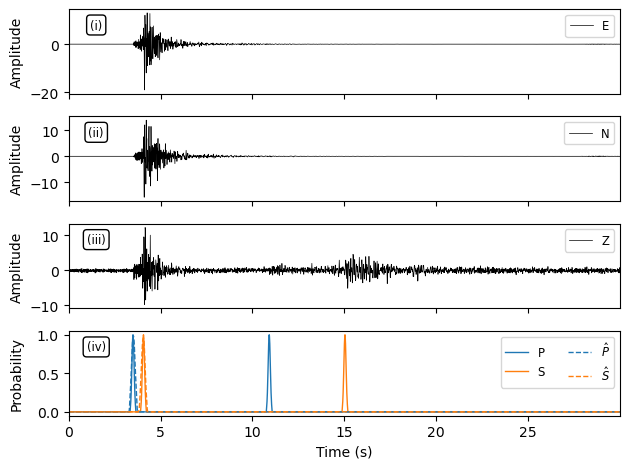 (i)
E
Amplitude
0
−20
(ii)
N
Amplitude
10
0
−10
(iii)
Z
Amplitude
10
0
−10
(iv)
P
S
P̂
Ŝ
Probability
1.0
0.5
0.0
0 5 10 15 20 25
Time (s)